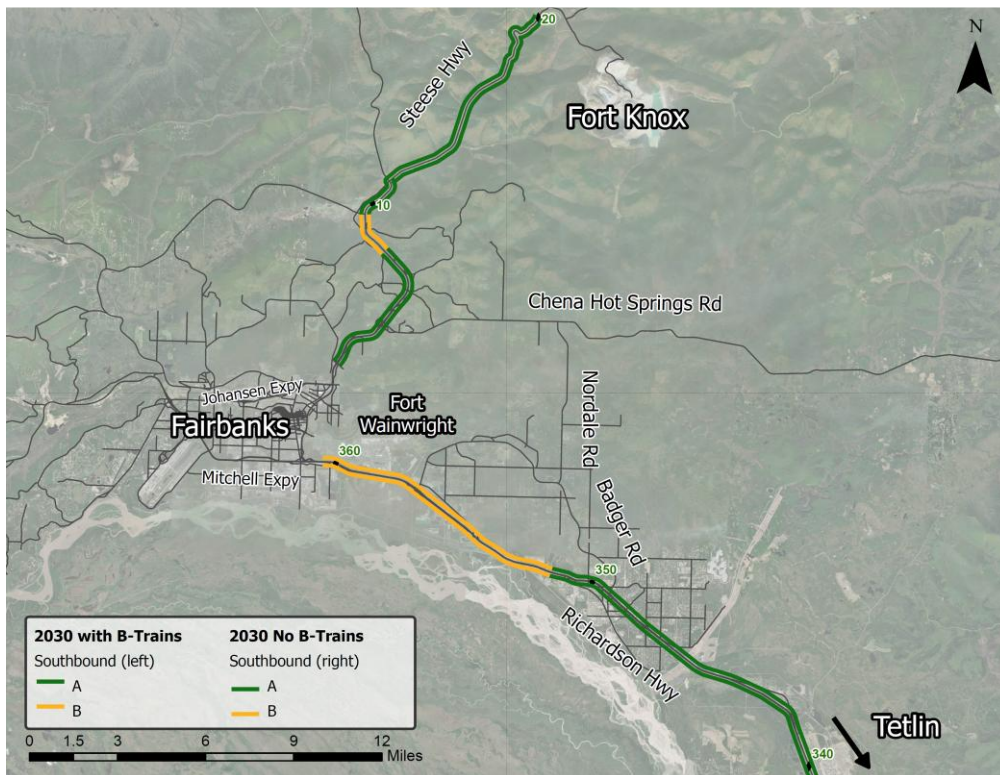 20
N
Steese Hwy
Fort Knox
10
Chena Hot Springs Rd
Johansen Expy
Fort
Wainwright
Nordale Rd
Fairbanks
360
Mitchell Expy
Badger Rd
350
Richardson Hwy
2030 with B-Trains
2030 No B-Trains
Southbound (left)
Southbound (right)
A
A
B
B
Tetlin
0 1.5 3 6 9 12
Miles
340